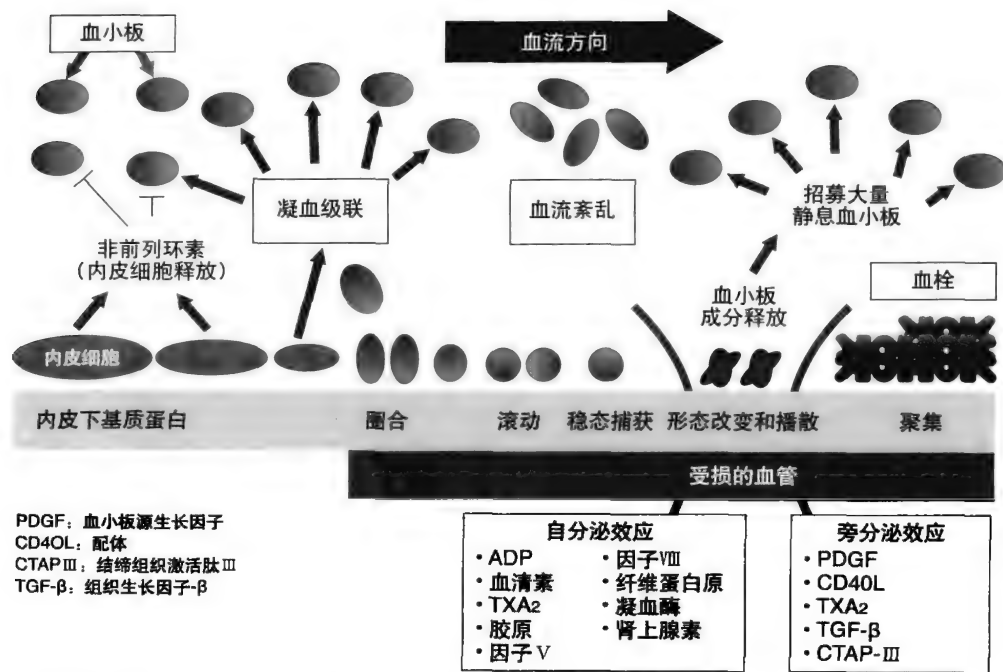 血小板
血流方向
凝血级联
血流紊乱
招募大量
静息血小板
非前列环素
(内皮细胞释放)
血小板
成分释放
血栓
内皮细胞
内皮下基质蛋白
圈合
滚动
稳态捕获
形态改变和播散
聚集
受损的血管
PDGF：血小板源生长因子
CD4OL：配体
CTAPⅢ：结缔组织激活肽Ⅲ
TGF-β：组织生长因子-β
自分泌效应
·ADP
·血清素
·TXA₂
·胶原
·因子Ⅴ
·因子Ⅷ
·纤维蛋白原
·凝血酶
·肾上腺素
旁分泌效应
·PDGF
·CD40L
·TXA₂
·TGF-β
·CTAP-Ⅲ